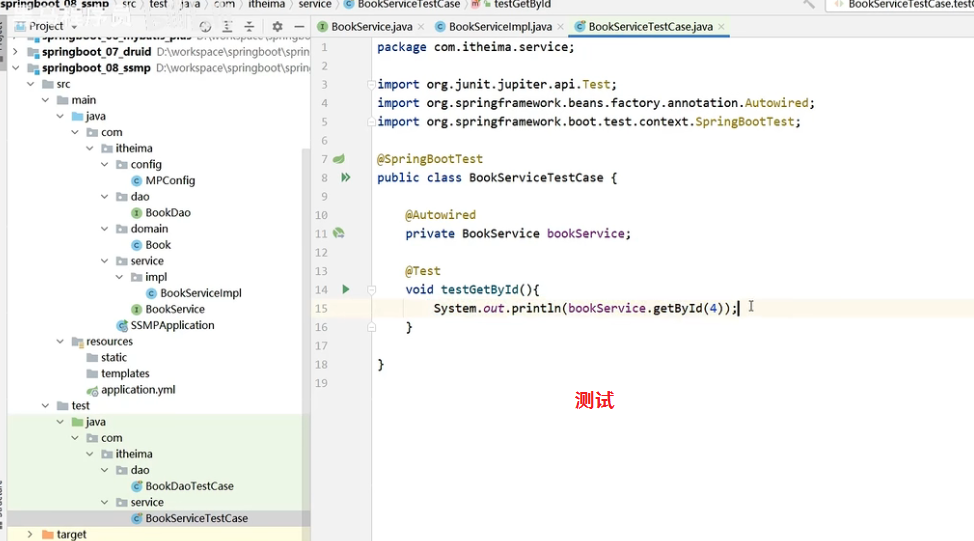 springboot_08_ssmp src test java com itheima service BookServiceTestCase testGetById
BookServiceTestCase.test
Project
BookService.java BookServiceImpl.java BookServiceTestCase.java
springboot_07_druid D:\workspace\springboot\spring
springboot_08_ssmp D:\workspace\springboot\sprin
src
main
java
com
itheima
config
MPConfig
dao
BookDao
domain
Book
service
impl
BookServiceImpl
BookService
SSMPApplication
resources
static
templates
application.yml
test
java
com
itheima
dao
BookDaoTestCase
service
BookServiceTestCase
target
1 package com.itheima.service;
2
3 import org.junit.jupiter.api.Test;
4 import org.springframework.beans.factory.annotation.Autowired;
5 import org.springframework.boot.test.context.SpringBootTest;
6
7 @SpringBootTest
8 public class BookServiceTestCase {
9
10 @Autowired
11 private BookService bookService;
12
13 @Test
14 void testGetById(){
15 System.out.println(bookService.getById(4));
16 }
17
18 }
19
测试